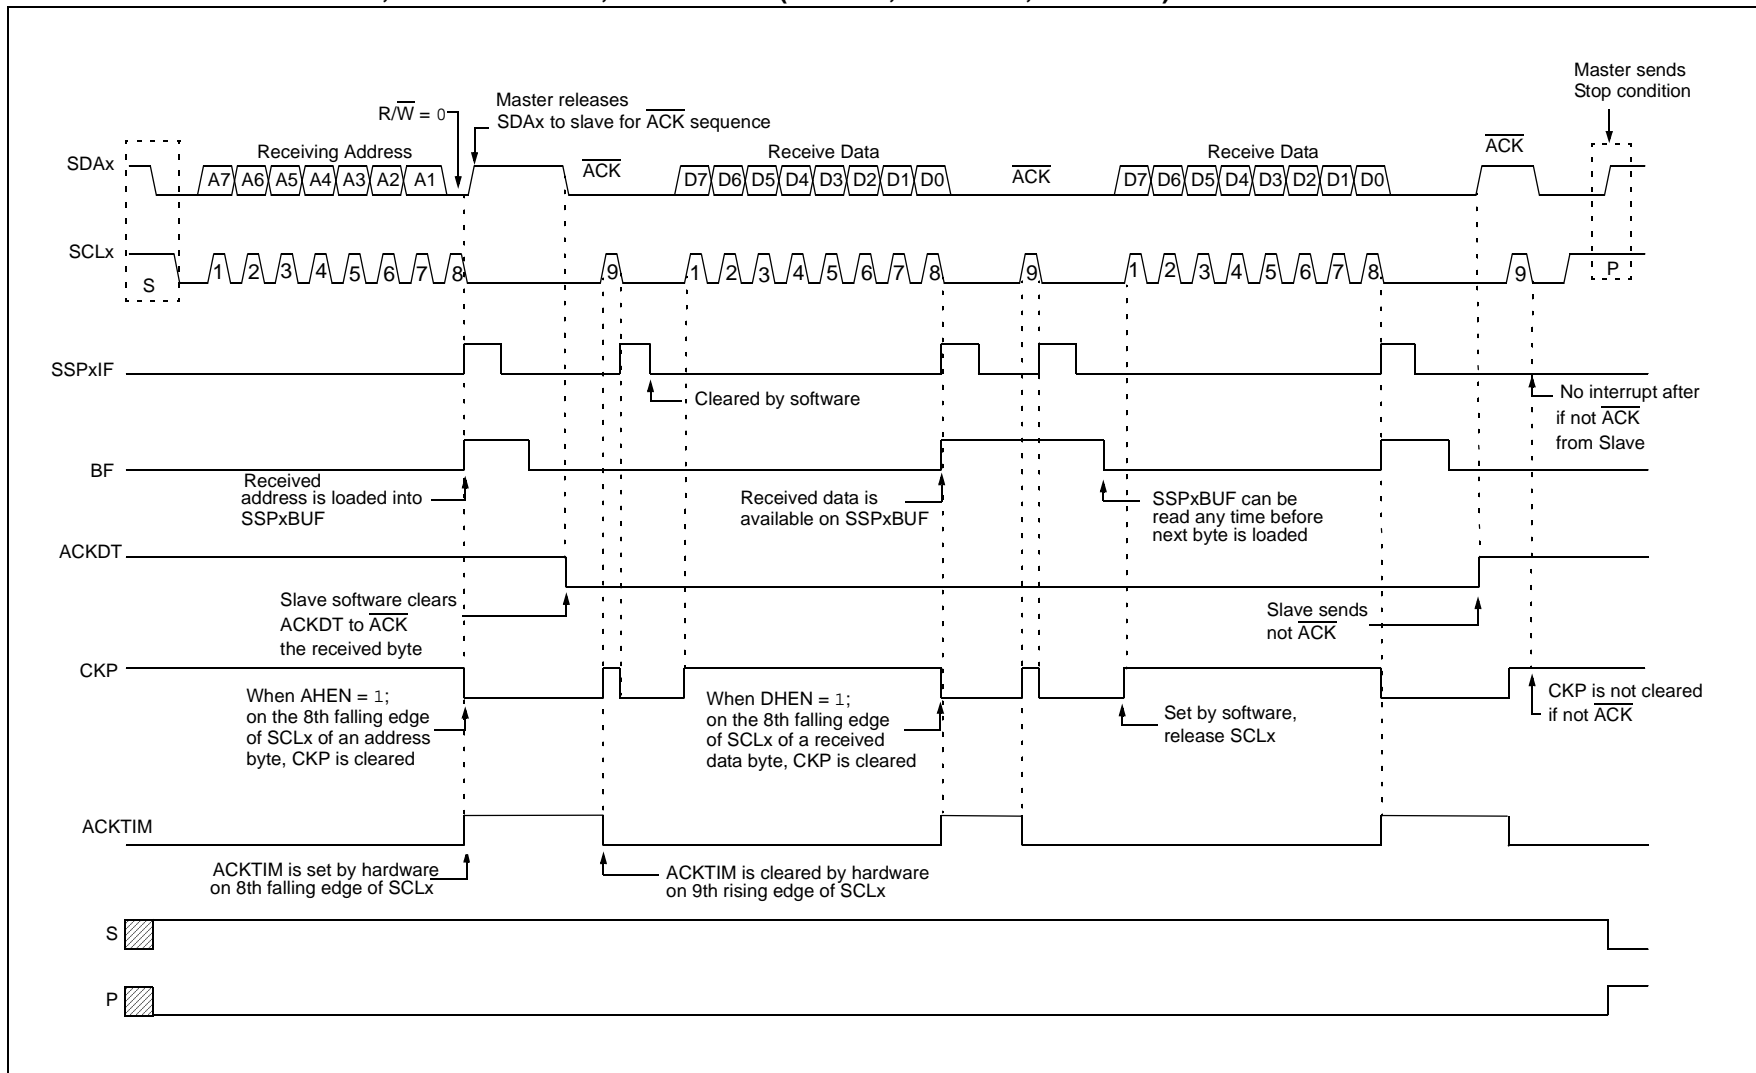 Master sends
Stop condition
R/W = 0
Master releases
SDAx to slave for ACK sequence
SDAx
Receiving Address
ACK
Receive Data
ACK
Receive Data
ACK
A7 A6 A5 A4 A3 A2 A1
D7 D6 D5 D4 D3 D2 D1 D0
D7 D6 D5 D4 D3 D2 D1 D0
SCLx
S
1 2 3 4 5 6 7 8 9
1 2 3 4 5 6 7 8 9
1 2 3 4 5 6 7 8 9
P
SSPxIF
Cleared by software
No interrupt after
if not ACK
from Slave
BF
Received
address is loaded into
SSPxBUF
Received data is
available on SSPxBUF
SSPxBUF can be
read any time before
next byte is loaded
ACKDT
Slave software clears
ACKDT to ACK
the received byte
Slave sends
not ACK
CKP
When AHEN = 1;
on the 8th falling edge
of SCLx of an address
byte, CKP is cleared
When DHEN = 1;
on the 8th falling edge
of SCLx of a received
data byte, CKP is cleared
Set by software,
release SCLx
CKP is not cleared
if not ACK
ACKTIM
ACKTIM is set by hardware
on 8th falling edge of SCLx
ACKTIM is cleared by hardware
on 9th rising edge of SCLx
S
P